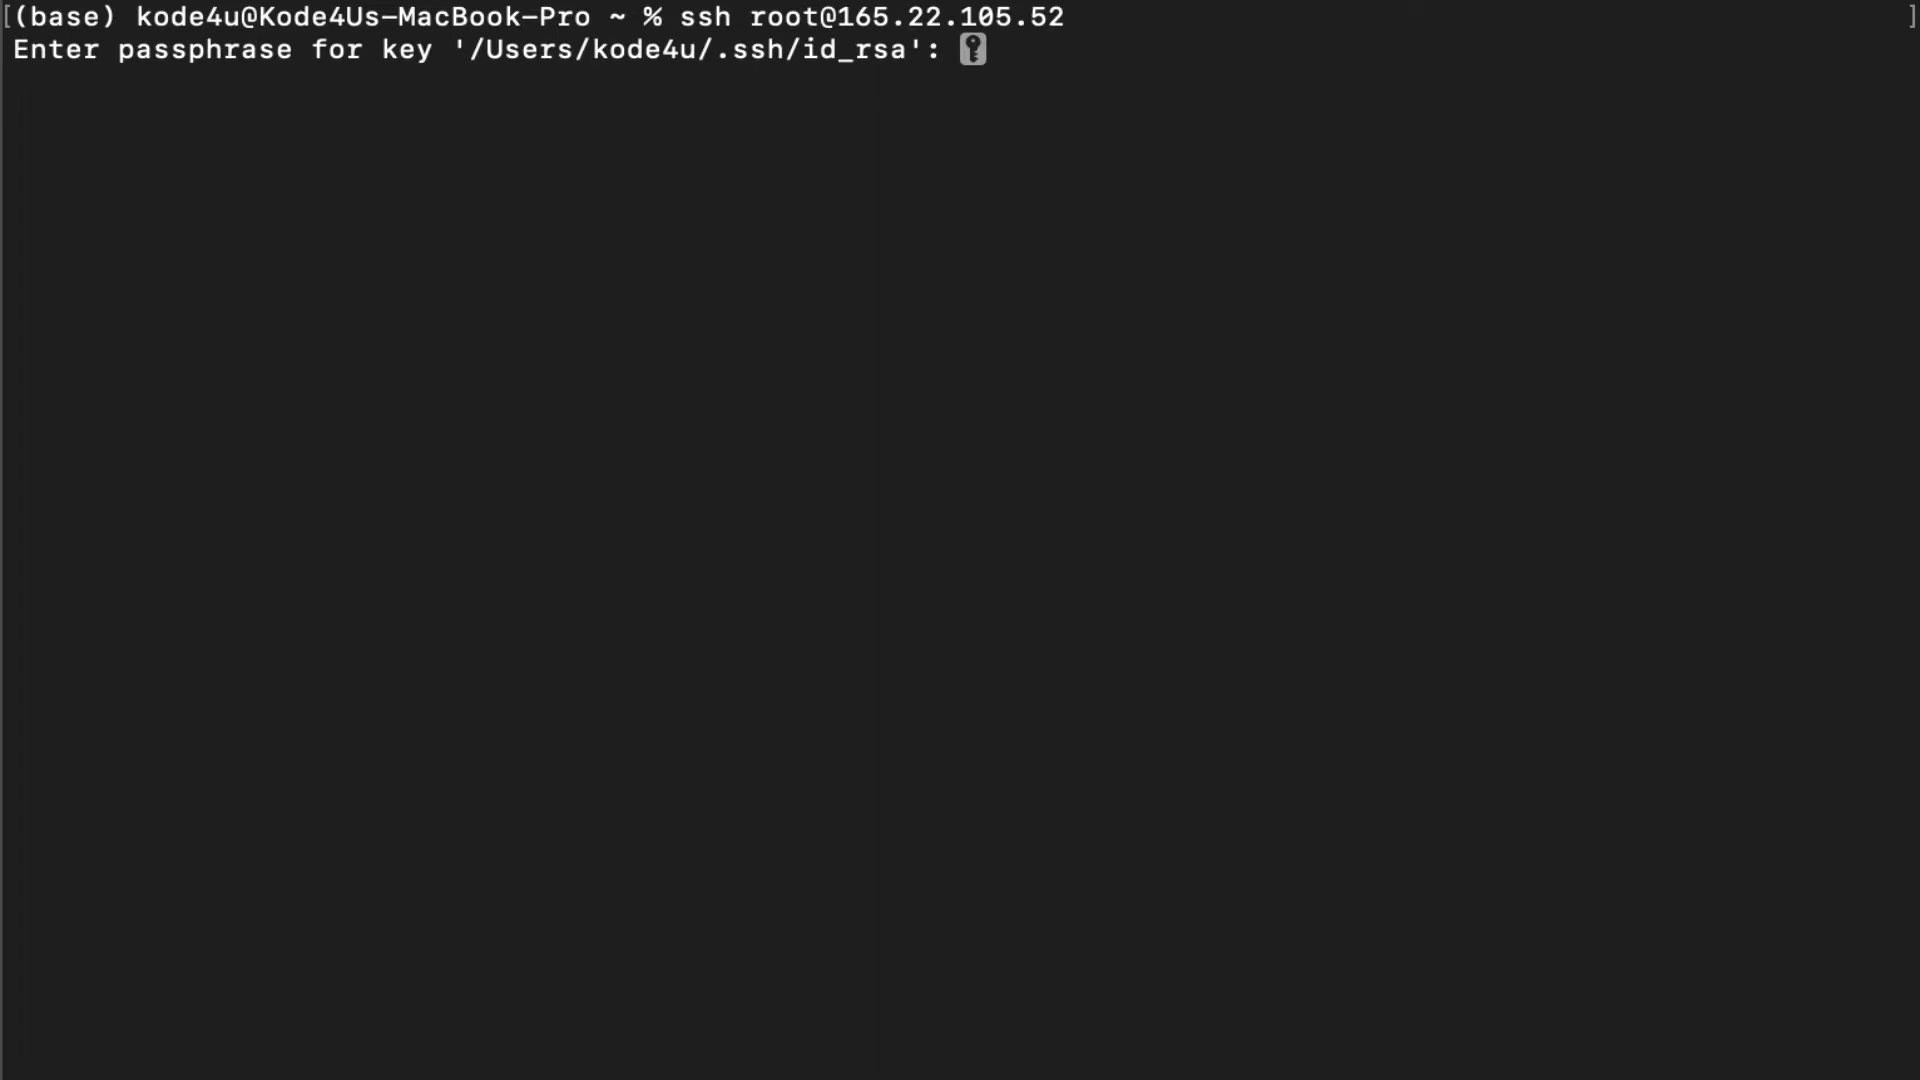 [(base) kode4u@Kode4Us-MacBook-Pro ~ % ssh root@165.22.105.52 ]
Enter passphrase for key '/Users/kode4u/.ssh/id_rsa':